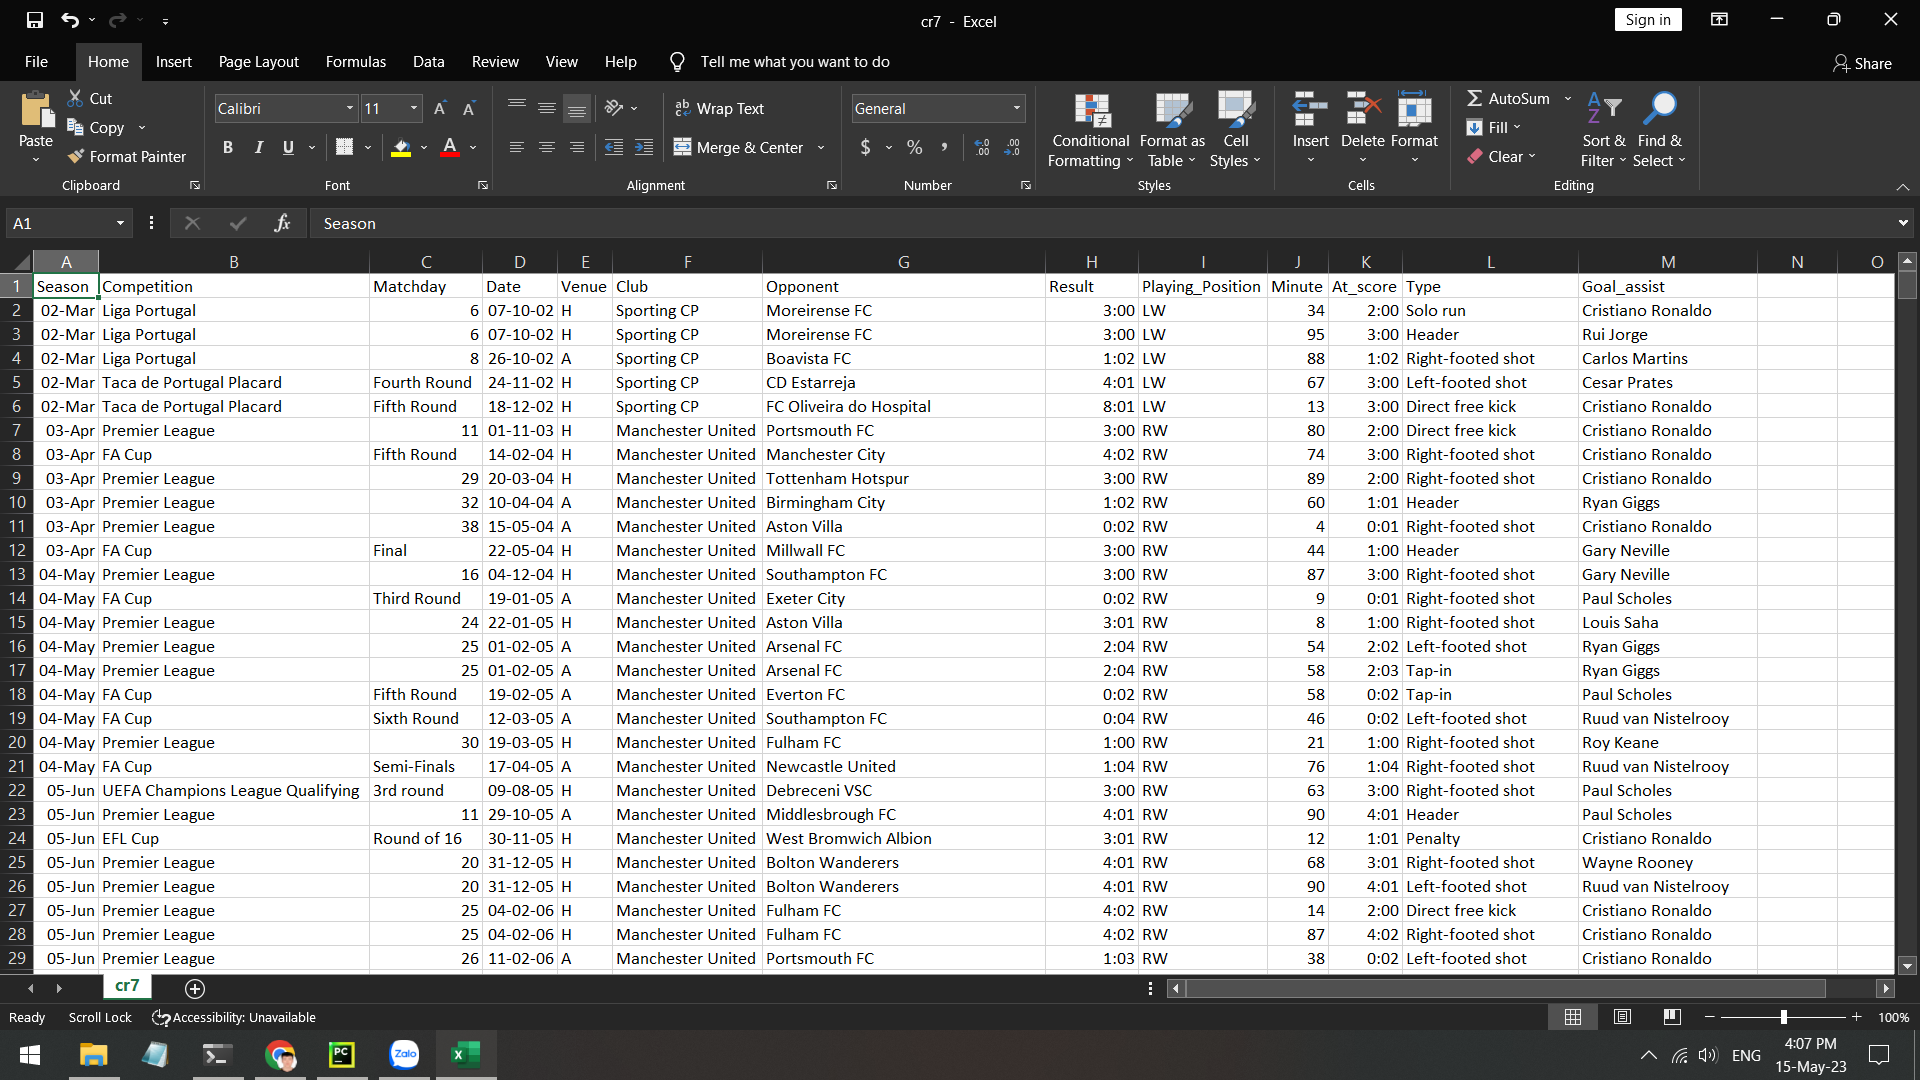 cr7 - Excel
Sign in
File Home Insert Page Layout Formulas Data Review View Help Tell me what you want to do Share
Paste Cut Copy Format Painter Clipboard
Calibri 11 A A B I U A Font
ab Wrap Text Merge & Center Alignment
General $ % , Number
Conditional Formatting Format as Table Cell Styles Styles
Insert Delete Format Cells
AutoSum Fill Clear Sort & Filter Find & Select Editing
A1 fx Season
A B C D E F G H I J K L M N O
1 Season Competition Matchday Date Venue Club Opponent Result Playing_Position Minute At_score Type Goal_assist
2 02-Mar Liga Portugal 6 07-10-02 H Sporting CP Moreirense FC 3:00 LW 34 2:00 Solo run Cristiano Ronaldo
3 02-Mar Liga Portugal 6 07-10-02 H Sporting CP Moreirense FC 3:00 LW 95 3:00 Header Rui Jorge
4 02-Mar Liga Portugal 8 26-10-02 A Sporting CP Boavista FC 1:02 LW 88 1:02 Right-footed shot Carlos Martins
5 02-Mar Taca de Portugal Placard Fourth Round 24-11-02 H Sporting CP CD Estarreja 4:01 LW 67 3:00 Left-footed shot Cesar Prates
6 02-Mar Taca de Portugal Placard Fifth Round 18-12-02 H Sporting CP FC Oliveira do Hospital 8:01 LW 13 3:00 Direct free kick Cristiano Ronaldo
7 03-Apr Premier League 11 01-11-03 H Manchester United Portsmouth FC 3:00 RW 80 2:00 Direct free kick Cristiano Ronaldo
8 03-Apr FA Cup Fifth Round 14-02-04 H Manchester United Manchester City 4:02 RW 74 3:00 Right-footed shot Cristiano Ronaldo
9 03-Apr Premier League 29 20-03-04 H Manchester United Tottenham Hotspur 3:00 RW 89 2:00 Right-footed shot Cristiano Ronaldo
10 03-Apr Premier League 32 10-04-04 A Manchester United Birmingham City 1:02 RW 60 1:01 Header Ryan Giggs
11 03-Apr Premier League 38 15-05-04 A Manchester United Aston Villa 0:02 RW 4 0:01 Right-footed shot Cristiano Ronaldo
12 03-Apr FA Cup Final 22-05-04 H Manchester United Millwall FC 3:00 RW 44 1:00 Header Gary Neville
13 04-May Premier League 16 04-12-04 H Manchester United Southampton FC 3:00 RW 87 3:00 Right-footed shot Gary Neville
14 04-May FA Cup Third Round 19-01-05 A Manchester United Exeter City 0:02 RW 9 0:01 Right-footed shot Paul Scholes
15 04-May Premier League 24 22-01-05 H Manchester United Aston Villa 3:01 RW 8 1:00 Right-footed shot Louis Saha
16 04-May Premier League 25 01-02-05 A Manchester United Arsenal FC 2:04 RW 54 2:02 Left-footed shot Ryan Giggs
17 04-May Premier League 25 01-02-05 A Manchester United Arsenal FC 2:04 RW 58 2:03 Tap-in Ryan Giggs
18 04-May FA Cup Fifth Round 19-02-05 A Manchester United Everton FC 0:02 RW 58 0:02 Tap-in Paul Scholes
19 04-May FA Cup Sixth Round 12-03-05 A Manchester United Southampton FC 0:04 RW 46 0:02 Left-footed shot Ruud van Nistelrooy
20 04-May Premier League 30 19-03-05 H Manchester United Fulham FC 1:00 RW 21 1:00 Right-footed shot Roy Keane
21 04-May FA Cup Semi-Finals 17-04-05 A Manchester United Newcastle United 1:04 RW 76 1:04 Right-footed shot Ruud van Nistelrooy
22 05-Jun UEFA Champions League Qualifying 3rd round 09-08-05 H Manchester United Debreceni VSC 3:00 RW 63 3:00 Right-footed shot Paul Scholes
23 05-Jun Premier League 11 29-10-05 A Manchester United Middlesbrough FC 4:01 RW 90 4:01 Header Paul Scholes
24 05-Jun EFL Cup Round of 16 30-11-05 H Manchester United West Bromwich Albion 3:01 RW 12 1:01 Penalty Cristiano Ronaldo
25 05-Jun Premier League 20 31-12-05 H Manchester United Bolton Wanderers 4:01 RW 68 3:01 Right-footed shot Wayne Rooney
26 05-Jun Premier League 20 31-12-05 H Manchester United Bolton Wanderers 4:01 RW 90 4:01 Left-footed shot Ruud van Nistelrooy
27 05-Jun Premier League 25 04-02-06 H Manchester United Fulham FC 4:02 RW 14 2:00 Direct free kick Cristiano Ronaldo
28 05-Jun Premier League 25 04-02-06 H Manchester United Fulham FC 4:02 RW 87 4:02 Right-footed shot Cristiano Ronaldo
29 05-Jun Premier League 26 11-02-06 A Manchester United Portsmouth FC 1:03 RW 38 0:02 Left-footed shot Cristiano Ronaldo
cr7
Ready Scroll Lock Accessibility: Unavailable 100%
PC Zalo ENG 4:07 PM
15-May-23